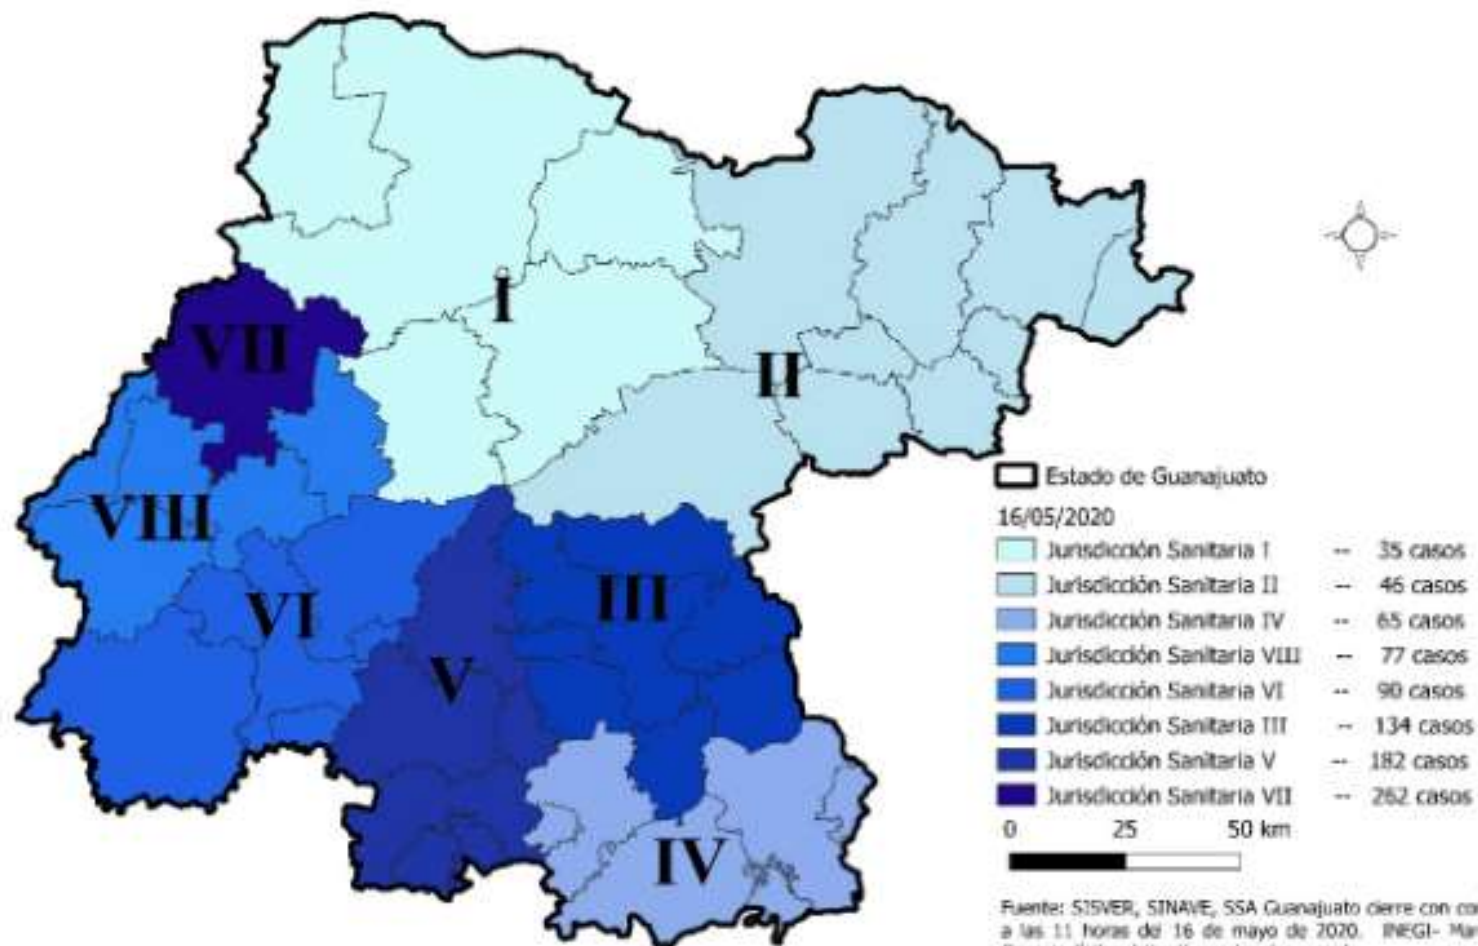 I
VII
II
VIII
III
VI
V
IV
Estado de Guanajuato
16/05/2020
Jurisdicción Sanitaria I -- 35 casos
Jurisdicción Sanitaria II -- 46 casos
Jurisdicción Sanitaria IV -- 65 casos
Jurisdicción Sanitaria VIII -- 77 casos
Jurisdicción Sanitaria VI -- 90 casos
Jurisdicción Sanitaria III -- 134 casos
Jurisdicción Sanitaria V -- 182 casos
Jurisdicción Sanitaria VII -- 262 casos
0 25 50 km
Fuente: SISVER, SINAVE, SSA Guanajuato cierre con
a las 11 horas de 16 de mayo de 2020. INEGI-